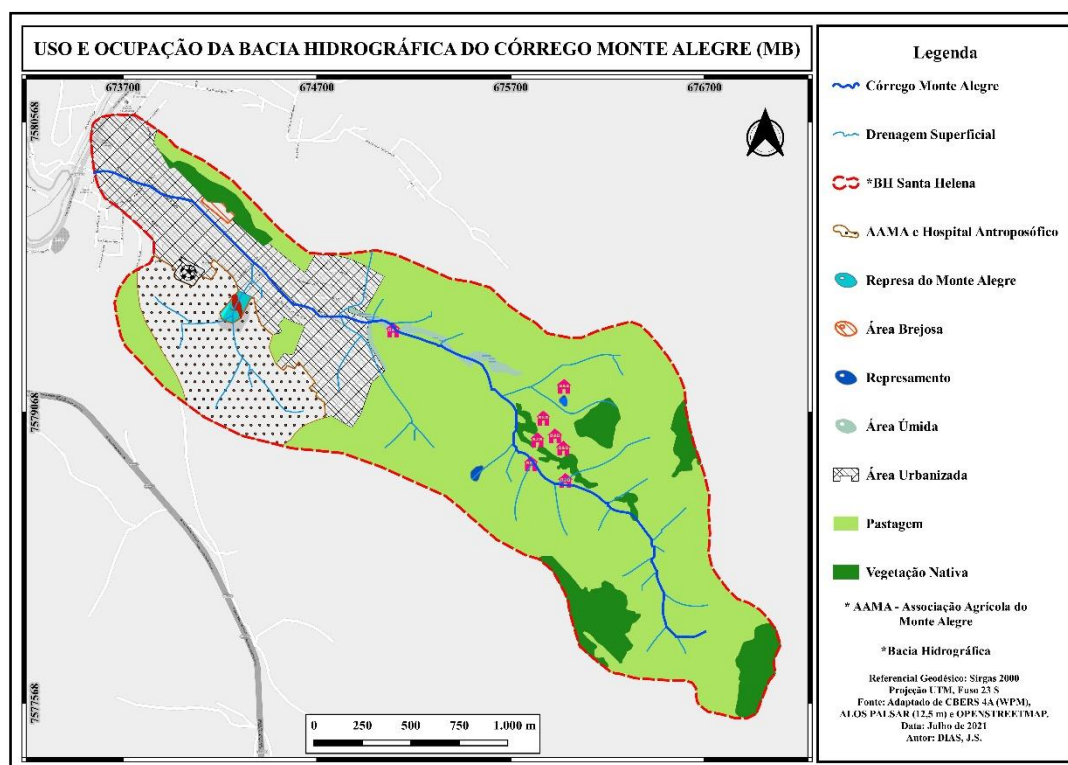 USO E OCUPAÇÃO DA BACIA HIDROGRÁFICA DO CÓRREGO MONTE ALEGRE (MB)
673700
674700
675700
676700
7580568
7579068
7577568
7580568
7579068
7577568
0 250 500 750 1.000 m
Legenda
Córrego Monte Alegre
Drenagem Superficial
*BH Santa Helena
AAMA e Hospital Antroposófico
Represa do Monte Alegre
Área Brejosa
Represamento
Área Úmida
Área Urbanizada
Pastagem
Vegetação Nativa
* AAMA - Associação Agrícola do
Monte Alegre
*Bacia Hidrográfica
Referencial Geodésico: Sirgas 2000
Projeção UTM, Fuso 23 S
Fonte: Adaptado de CBERS 4A (WPM),
ALOS PALSAR (12,5 m) e OPENSTREETMAP.
Data: Julho de 2021
Autor: DIAS, J.S.